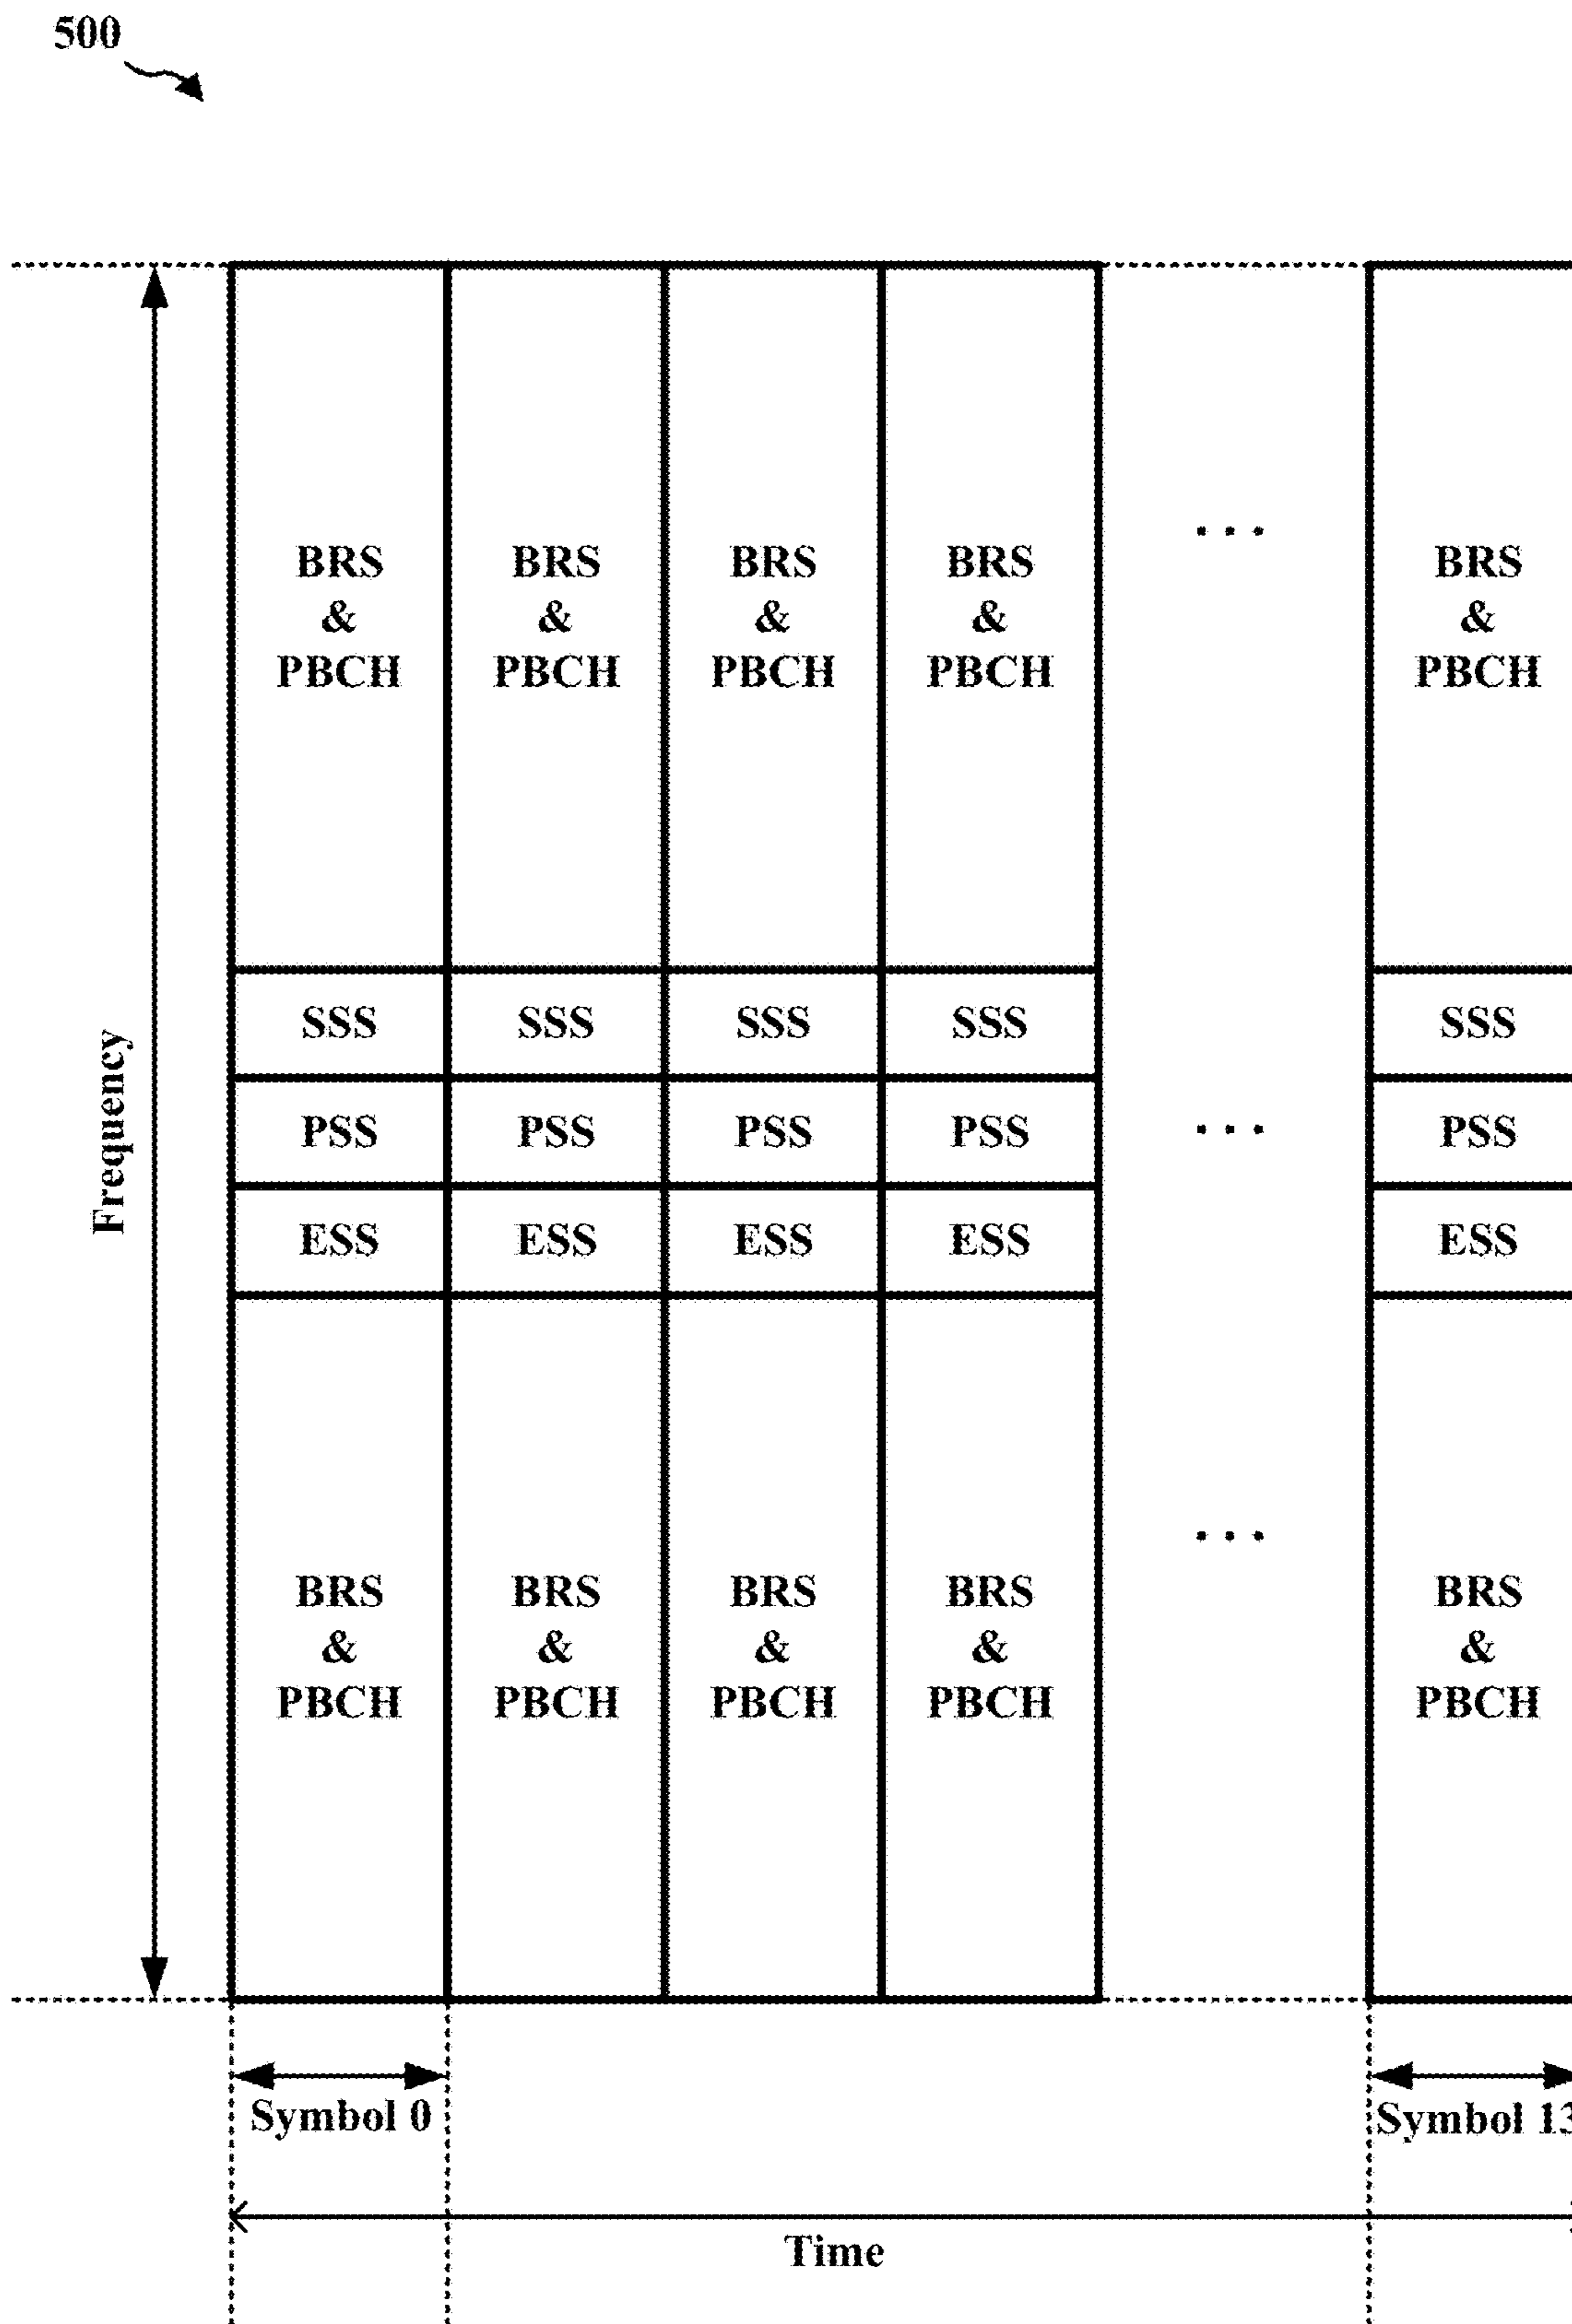 500
BRS BRS BRS BRS ... BRS
& & & & &
PBCH PBCH PBCH PBCH PBCH
SSS SSS SSS SSS SSS
Frequency
PSS PSS PSS PSS ... PSS
ESS ESS ESS ESS ESS
...
BRS BRS BRS BRS BRS
& & & & &
PBCH PBCH PBCH PBCH PBCH
Symbol 0 Symbol 13
Time